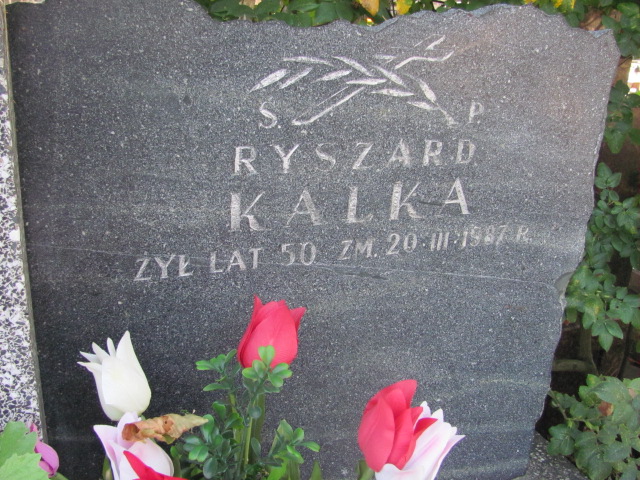 S. P.
RYSZARD
KALKA
ŻYŁ LAT 50 ZM. 20·III·1987 R.